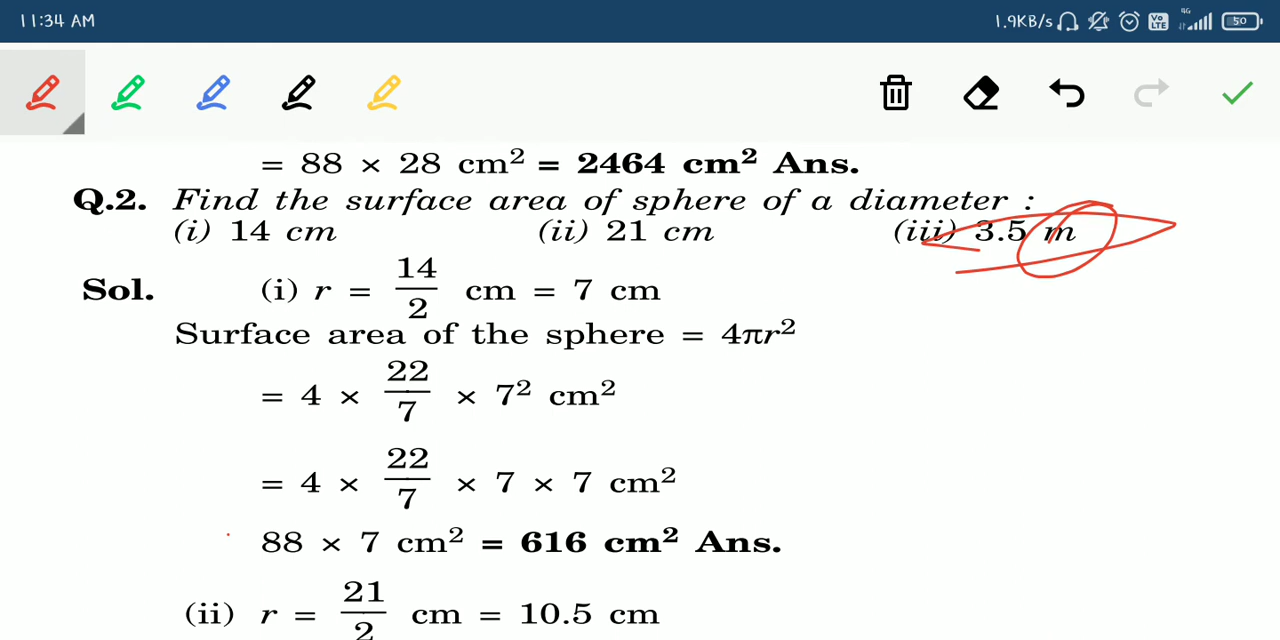 11:34 AM 1.9KB/s 4G Vo LTE 50
= 88 × 28 cm² = 2464 cm² Ans.
Q.2. Find the surface area of sphere of a diameter :
(i) 14 cm (ii) 21 cm (iii) 3.5 m
Sol. (i) r = 14/2 cm = 7 cm
Surface area of the sphere = 4πr²
= 4 × 22/7 × 7² cm²
= 4 × 22/7 × 7 × 7 cm²
88 × 7 cm² = 616 cm² Ans.
(ii) r = 21/2 cm = 10.5 cm